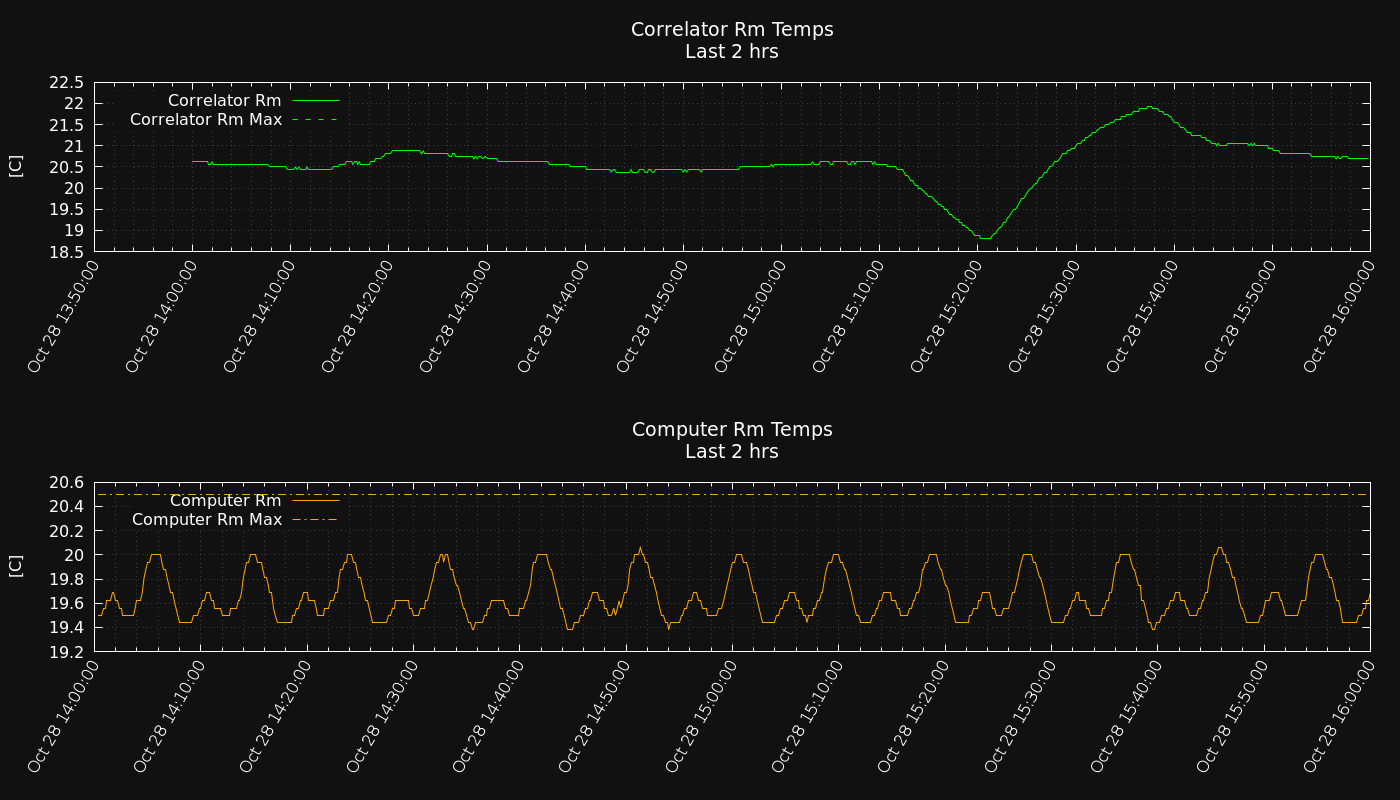 Correlator Rm Temps
Last 2 hrs
22.5
22
21.5
21
20.5
20
19.5
19
18.5
[C]
Correlator Rm
Correlator Rm Max
Oct 28 13:50:00
Oct 28 14:00:00
Oct 28 14:10:00
Oct 28 14:20:00
Oct 28 14:30:00
Oct 28 14:40:00
Oct 28 14:50:00
Oct 28 15:00:00
Oct 28 15:10:00
Oct 28 15:20:00
Oct 28 15:30:00
Oct 28 15:40:00
Oct 28 15:50:00
Oct 28 16:00:00
Computer Rm Temps
Last 2 hrs
20.6
20.4
20.2
20
19.8
19.6
19.4
19.2
[C]
Computer Rm
Computer Rm Max
Oct 28 14:00:00
Oct 28 14:10:00
Oct 28 14:20:00
Oct 28 14:30:00
Oct 28 14:40:00
Oct 28 14:50:00
Oct 28 15:00:00
Oct 28 15:10:00
Oct 28 15:20:00
Oct 28 15:30:00
Oct 28 15:40:00
Oct 28 15:50:00
Oct 28 16:00:00